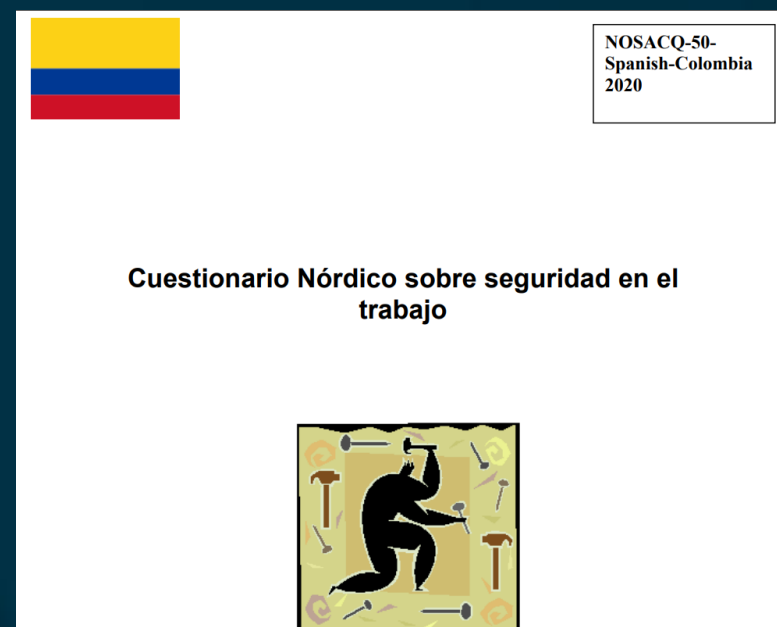 NOSACQ-50-
Spanish-Colombia
2020
Cuestionario Nórdico sobre seguridad en el
trabajo